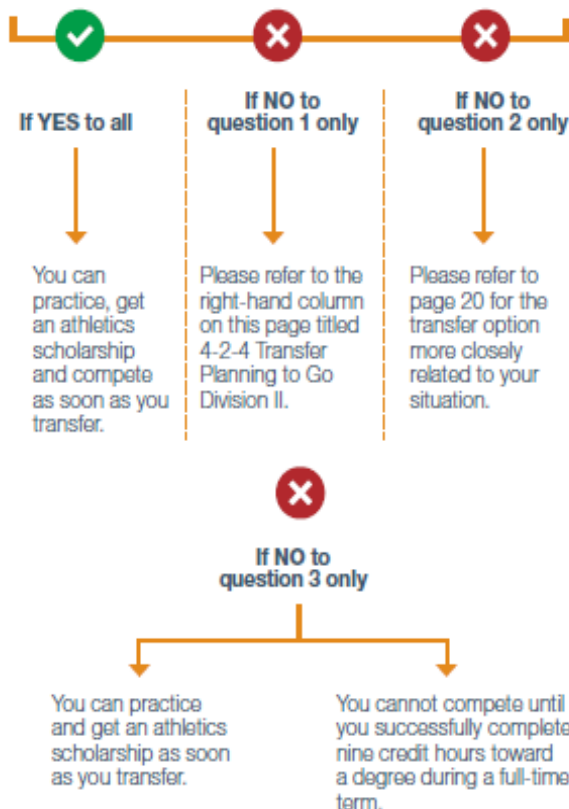 If YES to all
If NO to
question 1 only
If NO to
question 2 only
You can
practice, get
an athletics
scholarship
and compete
as soon as you
transfer.
Please refer to the
right-hand column
on this page titled
4-2-4 Transfer
Planning to Go
Division II.
Please refer to
page 20 for the
transfer option
more closely
related to your
situation.
If NO to
question 3 only
You can practice
and get an athletics
scholarship as soon
as you transfer.
You cannot compete until
you successfully complete
nine credit hours toward
a degree during a full-time
term.